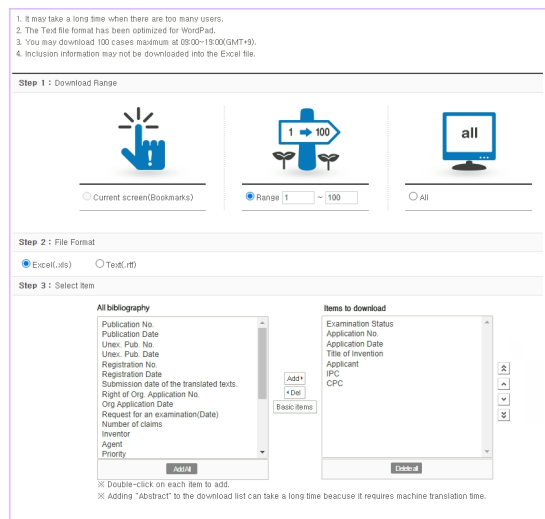 1. It may take a long time when there are too many users.
2. The Text file format has been optimized for WordPad.
3. You may download 100 cases maximum at 09:00~19:00(GMT+9).
4. Inclusion information may not be downloaded into the Excel file.
Step 1 : Download Range
1 100
all
Current screen(Bookmarks)
Range 1 ~ 100
All
Step 2 : File Format
Excel(.xls) Text(.rtf)
Step 3 : Select item
All bibliography
Publication No.
Publication Date
Unex. Pub. No.
Unex. Pub. Date
Registration No.
Registration Date
Submission date of the translated texts.
Right of Org. Application No.
Org Application Date
Request for an examination(Date)
Number of claims
Inventor
Agent
Priority
Add All
Add
Del
Basic items
Items to download
Examination Status
Application No.
Application Date
Title of Invention
Applicant
IPC
CPC
Delete all
※ Double-click on each item to add.
※ Adding "Abstract" to the download list can take a long time beacuse it requires machine translation time.